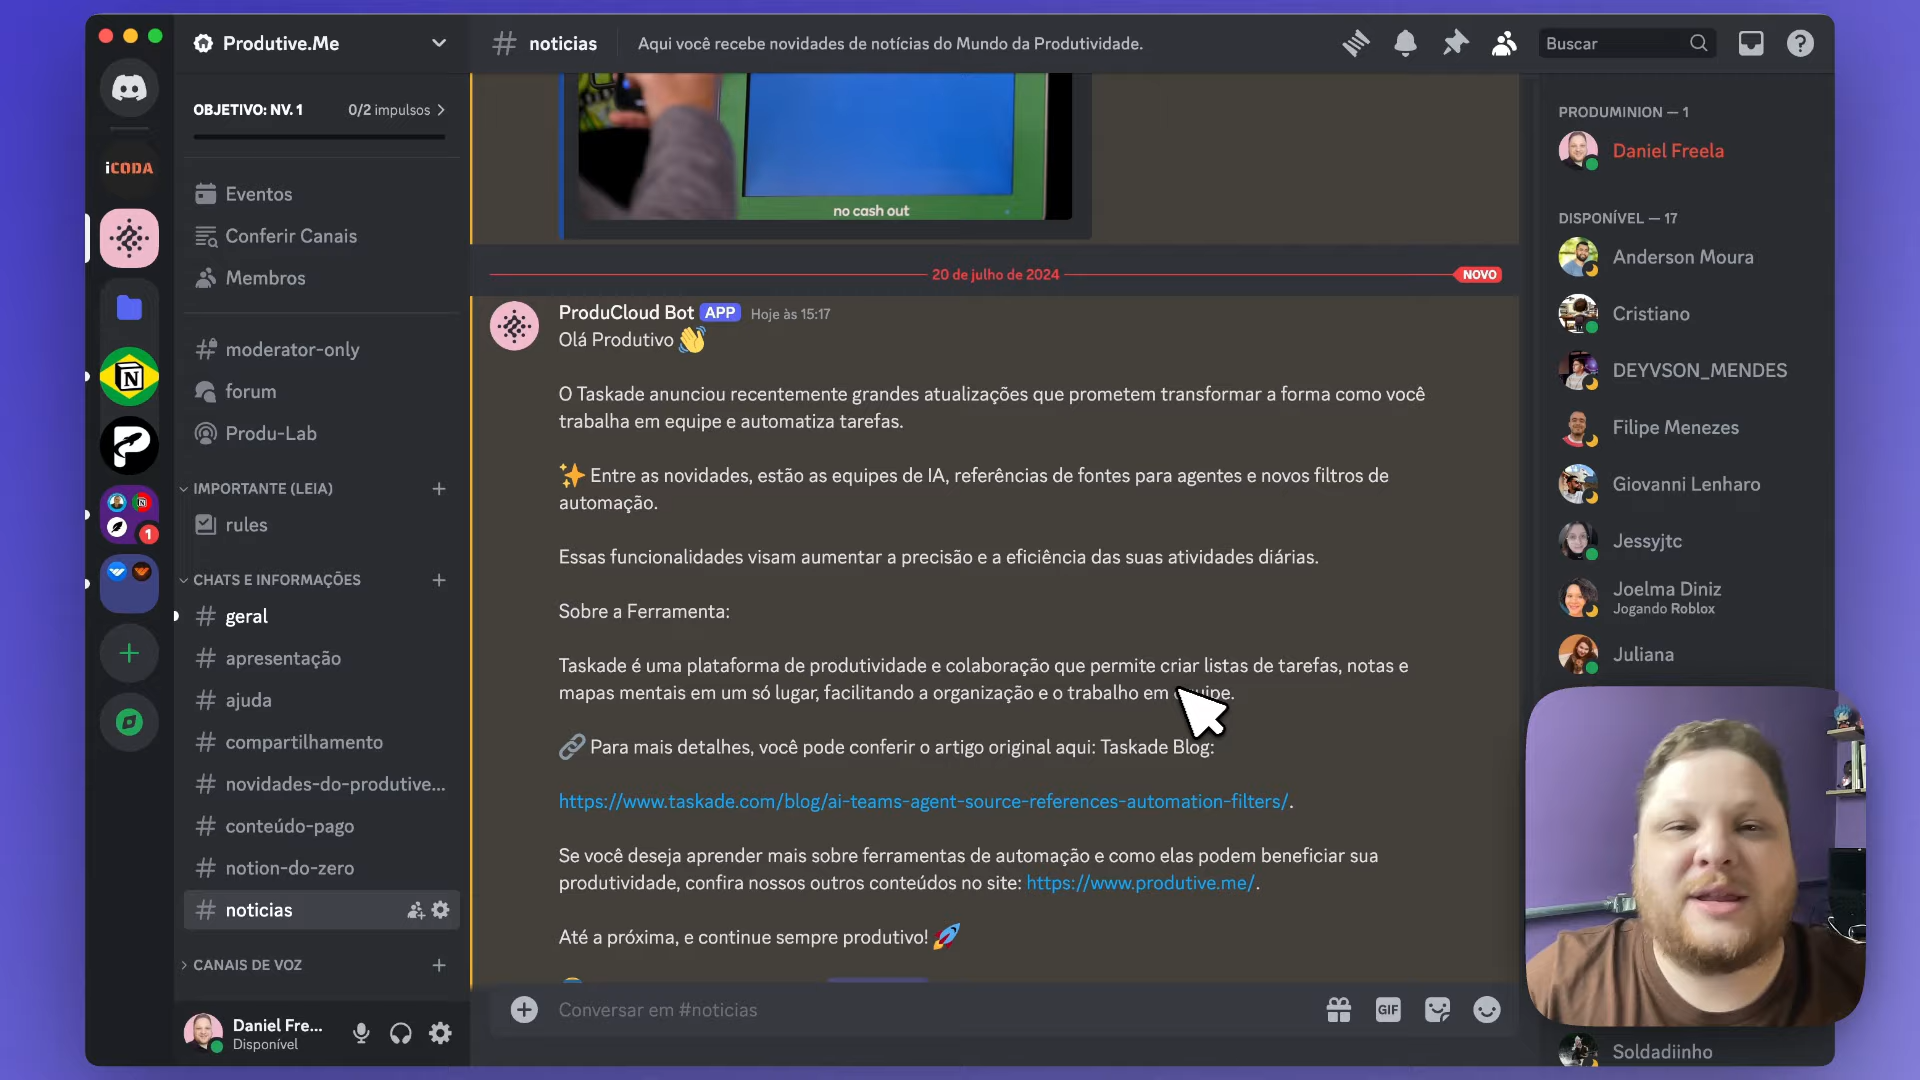 Produtive.Me
OBJETIVO: NV. 1
0/2 impulsos
iCODA
Eventos
Conferir Canais
Membros
moderator-only
forum
Produ-Lab
IMPORTANTE (LEIA)
rules
1
CHATS E INFORMAÇÕES
geral
apresentação
ajuda
compartilhamento
novidades-do-produtive...
conteúdo-pago
notion-do-zero
noticias
CANAIS DE VOZ
Daniel Fre...
Disponível
noticias
Aqui você recebe novidades de notícias do Mundo da Produtividade.
Buscar
no cash out
20 de julho de 2024
NOVO
ProduCloud Bot APP Hoje às 15:17
Olá Produtivo 👋
O Taskade anunciou recentemente grandes atualizações que prometem transformar a forma como você
trabalha em equipe e automatiza tarefas.
✨ Entre as novidades, estão as equipes de IA, referências de fontes para agentes e novos filtros de
automação.
Essas funcionalidades visam aumentar a precisão e a eficiência das suas atividades diárias.
Sobre a Ferramenta:
Taskade é uma plataforma de produtividade e colaboração que permite criar listas de tarefas, notas e
mapas mentais em um só lugar, facilitando a organização e o trabalho em equipe.
🔗 Para mais detalhes, você pode conferir o artigo original aqui: Taskade Blog:
https://www.taskade.com/blog/ai-teams-agent-source-references-automation-filters/.
Se você deseja aprender mais sobre ferramentas de automação e como elas podem beneficiar sua
produtividade, confira nossos outros conteúdos no site: https://www.produtive.me/.
Até a próxima, e continue sempre produtivo! 🚀
Conversar em #noticias
GIF
PRODUMINION — 1
Daniel Freela
DISPONÍVEL — 17
Anderson Moura
Cristiano
DEYVSON_MENDES
Filipe Menezes
Giovanni Lenharo
Jessyjtc
Joelma Diniz
Jogando Roblox
Juliana
Soldadiinho